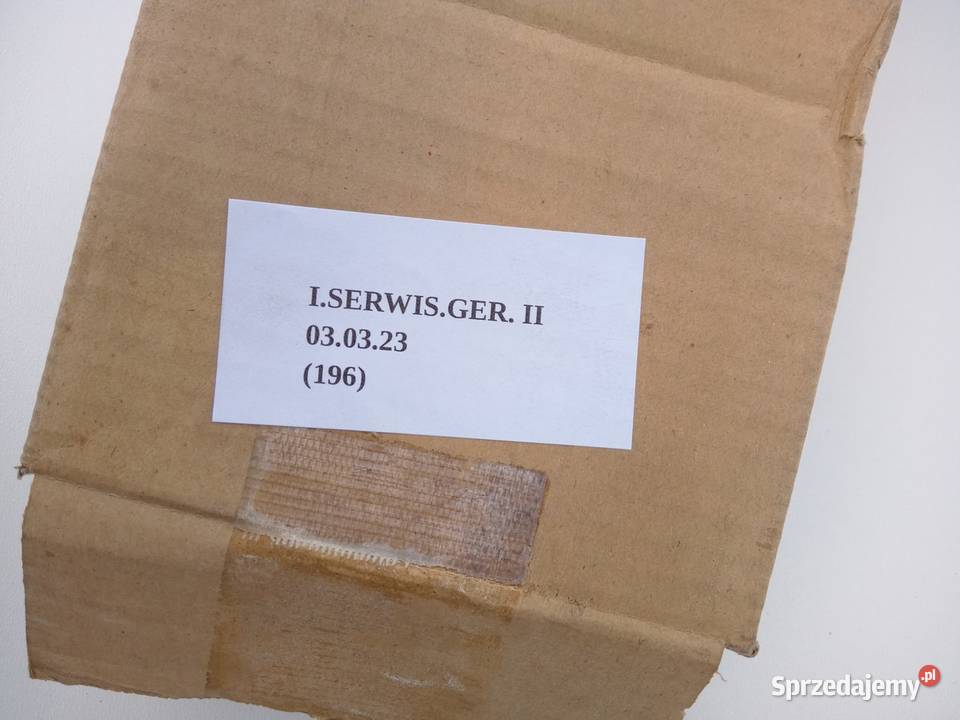 I.SERWIS.GER. II
03.03.23
(196)
Sprzedajemy.pl